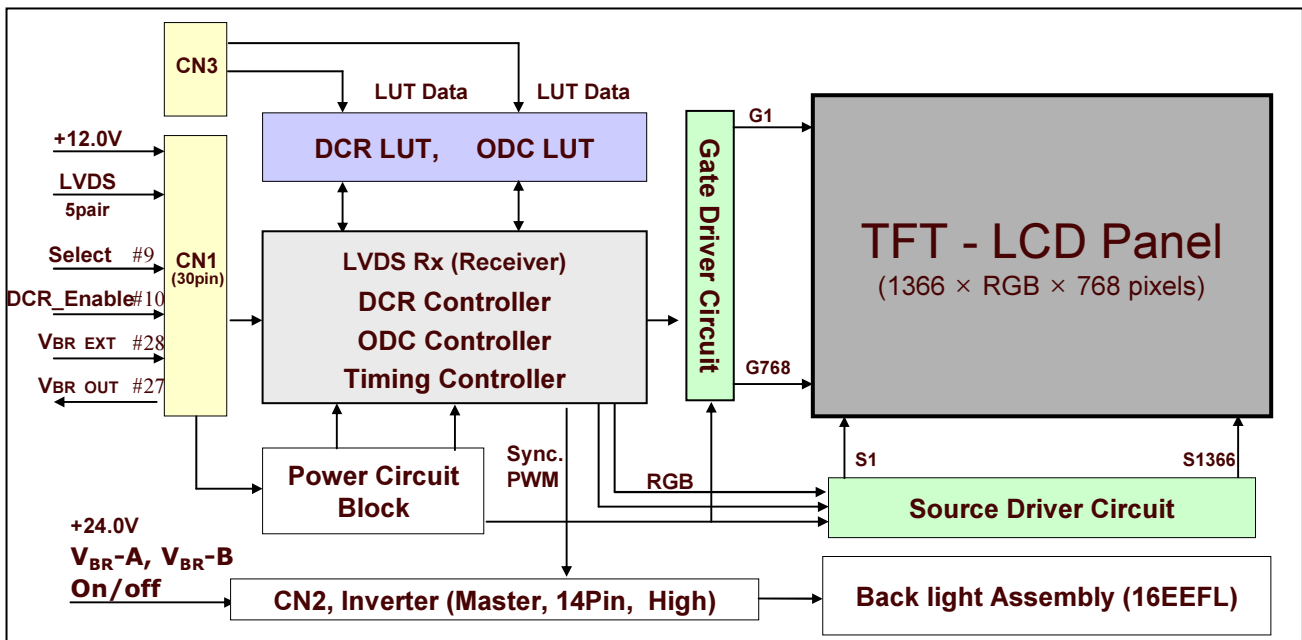 CN3
LUT Data
LUT Data
DCR LUT, ODC LUT
+12.0V
LVDS
5pair
Select #9
DCR_Enable#10
VBR EXT #28
VBR OUT #27
CN1
(30pin)
LVDS Rx (Receiver)
DCR Controller
ODC Controller
Timing Controller
Gate Driver Circuit
G1
G768
TFT - LCD Panel
(1366 × RGB × 768 pixels)
S1
S1366
Power Circuit
Block
Sync.
PWM
RGB
Source Driver Circuit
+24.0V
VBR-A, VBR-B
On/off
CN2, Inverter (Master, 14Pin, High)
Back light Assembly (16EEFL)